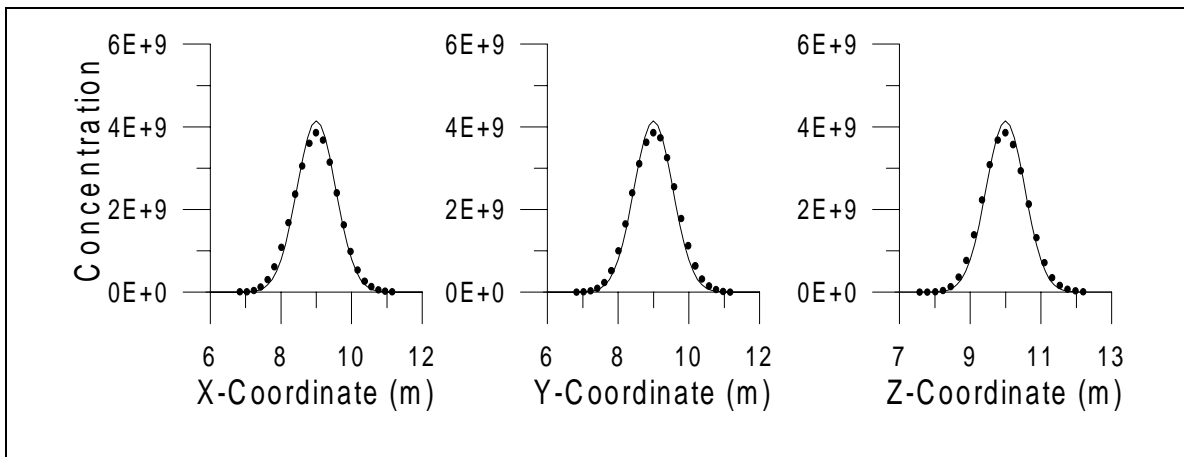 6E+9 6E+9 6E+9
Concentration
4E+9 4E+9 4E+9
2E+9 2E+9 2E+9
0E+0 0E+0 0E+0
6 8 10 12 6 8 10 12 7 9 11 13
X-Coordinate (m) Y-Coordinate (m) Z-Coordinate (m)